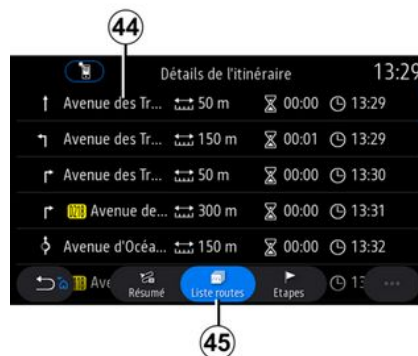 44
Détails de l'itinéraire 13:29
Avenue des Tr... 50 m 00:00 13:29
Avenue des Tr... 150 m 00:01 13:29
Avenue des Tr... 50 m 00:00 13:30
D218 Avenue de... 300 m 00:00 13:31
Avenue d'Océa... 150 m 00:00 13:32
Ave
Résumé Liste routes Etapes ...
45